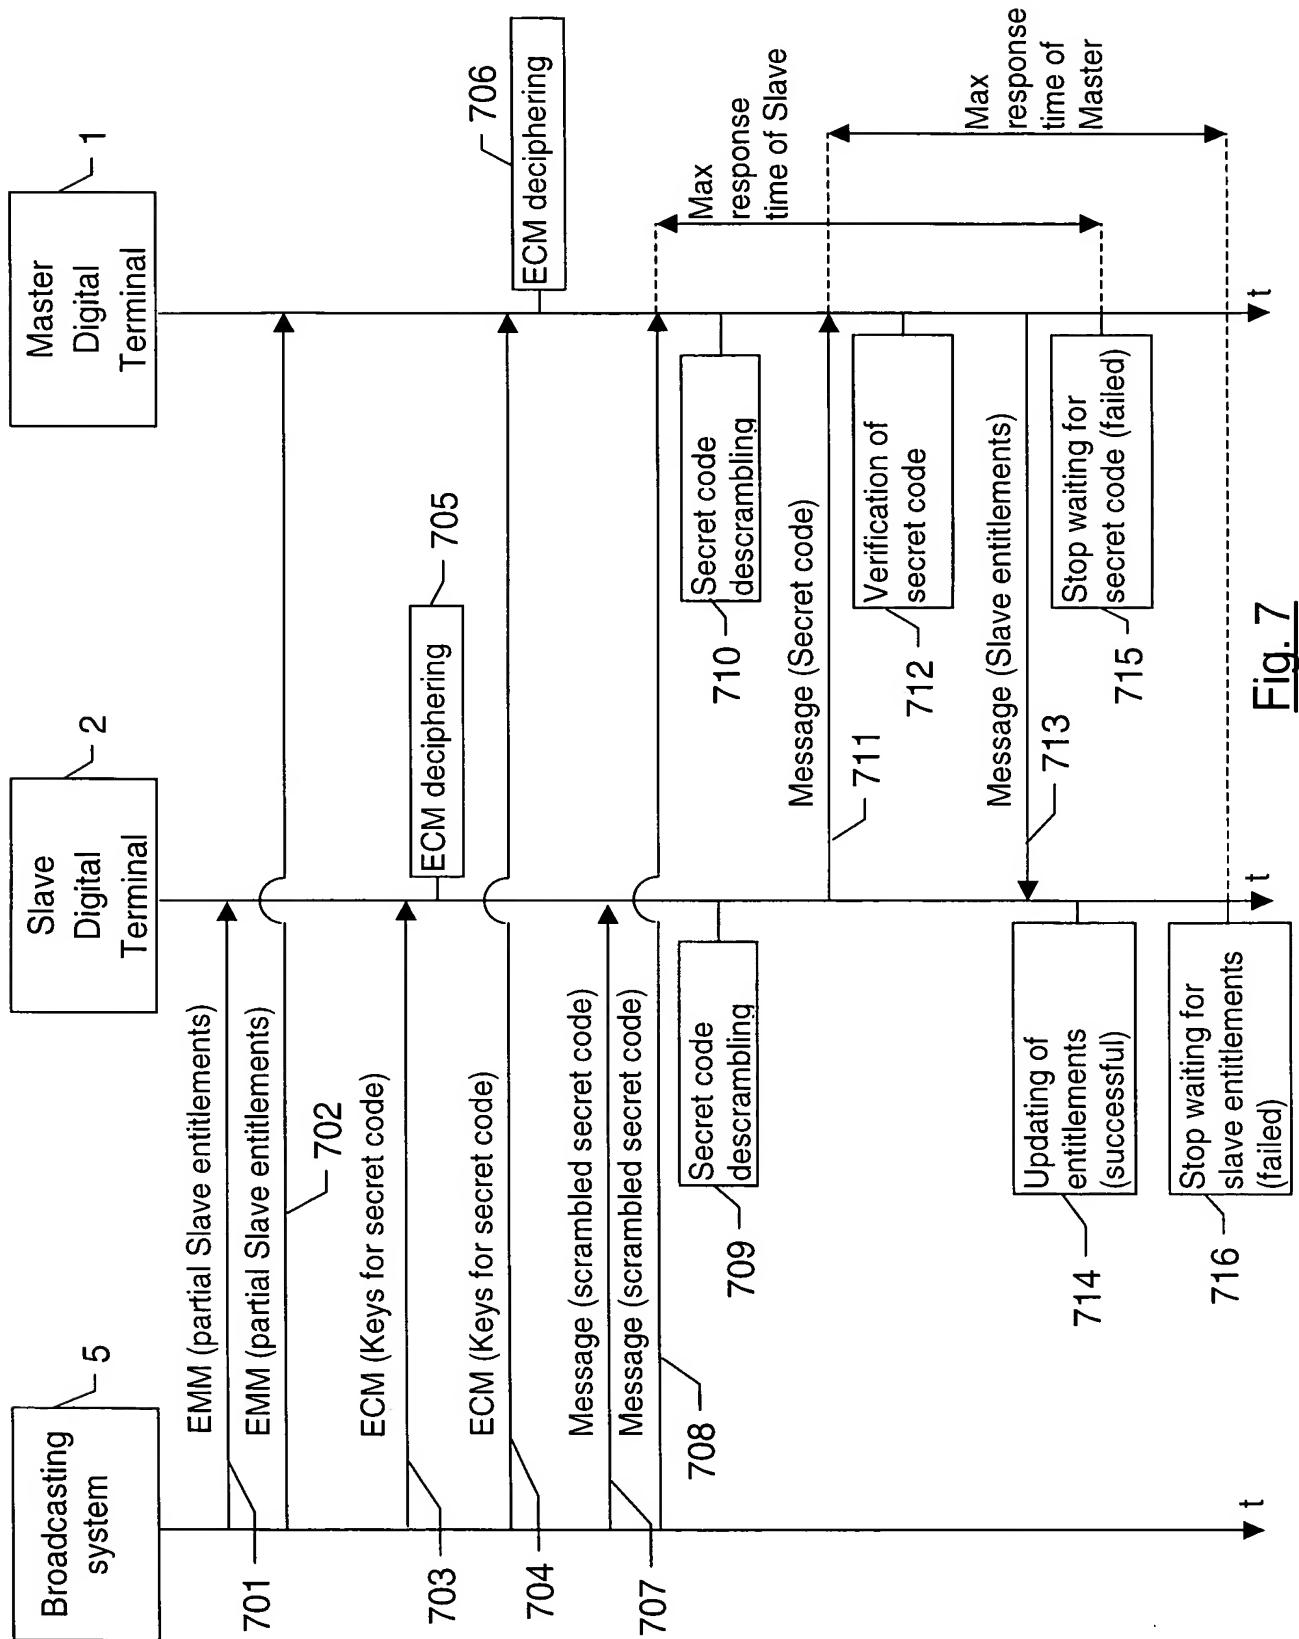 Broadcasting
system
5
Slave
Digital
Terminal
2
Master
Digital
Terminal
1
EMM (partial Slave entitlements)
701
EMM (partial Slave entitlements)
702
ECM (Keys for secret code)
703
ECM deciphering
705
ECM (Keys for secret code)
704
ECM deciphering
706
Message (scrambled secret code)
707
Message (scrambled secret code)
708
Secret code
descrambling
709
Secret code
descrambling
710
Message (Secret code)
711
Verification of
secret code
712
Message (Slave entitlements)
713
Updating of
entitlements
(successful)
714
Stop waiting for
secret code (failed)
715
Stop waiting for
slave entitlements
(failed)
716
Max
response
time of Slave
Max
response
time of
Master
t
t
t
Fig. 7